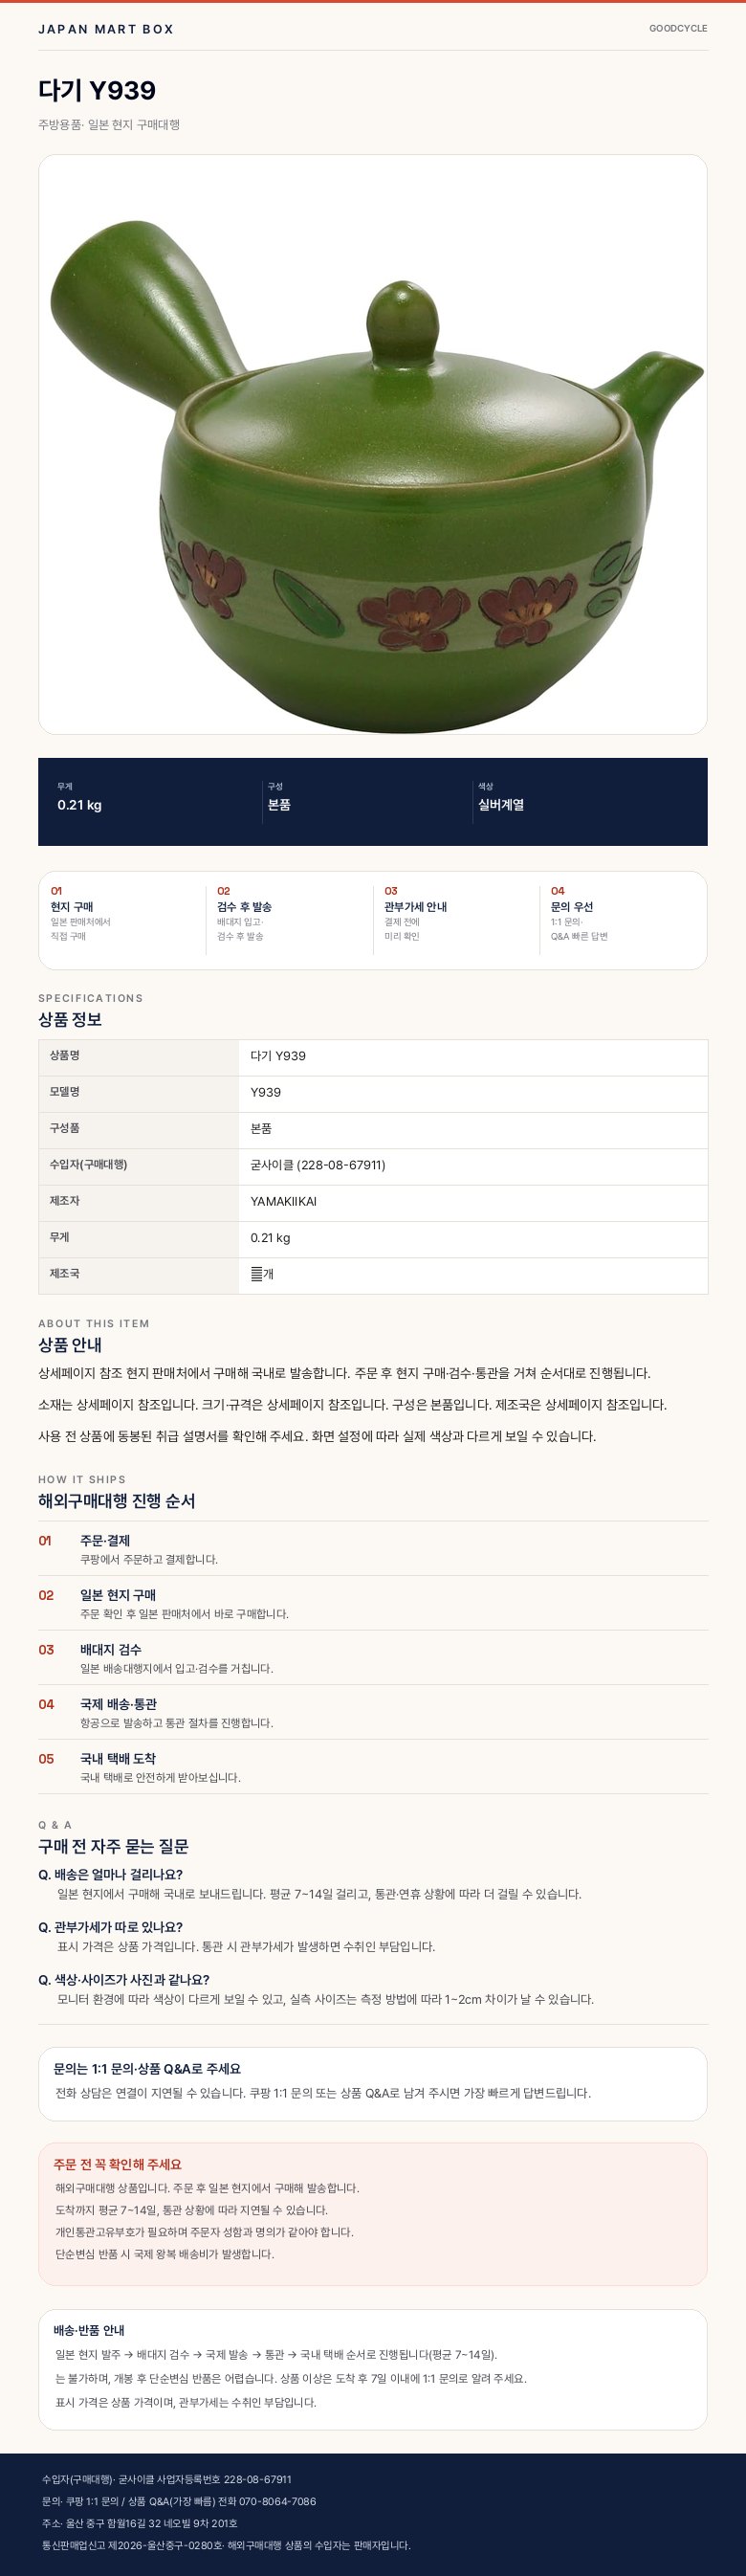 JAPAN MART BOX
GOODCYCLE
다기 Y939
주방용품· 일본 현지 구매대행
무게
0.21 kg
구성
본품
색상
실버계열
01
현지 구매
일본 판매처에서
직접 구매
02
검수 후 발송
배대지 입고·
검수 후 발송
03
관부가세 안내
결제 전에
미리 확인
04
문의 우선
1:1 문의·
Q&A 빠른 답변
SPECIFICATIONS
상품 정보
상품명 다기 Y939
모델명 Y939
구성품 본품
수입자(구매대행) 굳사이클 (228-08-67911)
제조자 YAMAKIIKAI
무게 0.21 kg
제조국 개
ABOUT THIS ITEM
상품 안내
상세페이지 참조 현지 판매처에서 구매해 국내로 발송합니다. 주문 후 현지 구매·검수·통관을 거쳐 순서대로 진행됩니다.
소재는 상세페이지 참조입니다. 크기·규격은 상세페이지 참조입니다. 구성은 본품입니다. 제조국은 상세페이지 참조입니다.
사용 전 상품에 동봉된 취급 설명서를 확인해 주세요. 화면 설정에 따라 실제 색상과 다르게 보일 수 있습니다.
HOW IT SHIPS
해외구매대행 진행 순서
01 주문·결제
쿠팡에서 주문하고 결제합니다.
02 일본 현지 구매
주문 확인 후 일본 판매처에서 바로 구매합니다.
03 배대지 검수
일본 배송대행지에서 입고·검수를 거칩니다.
04 국제 배송·통관
항공으로 발송하고 통관 절차를 진행합니다.
05 국내 택배 도착
국내 택배로 안전하게 받아보십니다.
Q & A
구매 전 자주 묻는 질문
Q. 배송은 얼마나 걸리나요?
일본 현지에서 구매해 국내로 보내드립니다. 평균 7~14일 걸리고, 통관·연휴 상황에 따라 더 걸릴 수 있습니다.
Q. 관부가세가 따로 있나요?
표시 가격은 상품 가격입니다. 통관 시 관부가세가 발생하면 수취인 부담입니다.
Q. 색상·사이즈가 사진과 같나요?
모니터 환경에 따라 색상이 다르게 보일 수 있고, 실측 사이즈는 측정 방법에 따라 1~2cm 차이가 날 수 있습니다.
문의는 1:1 문의·상품 Q&A로 주세요
전화 상담은 연결이 지연될 수 있습니다. 쿠팡 1:1 문의 또는 상품 Q&A로 남겨 주시면 가장 빠르게 답변드립니다.
주문 전 꼭 확인해 주세요
해외구매대행 상품입니다. 주문 후 일본 현지에서 구매해 발송합니다.
도착까지 평균 7~14일, 통관 상황에 따라 지연될 수 있습니다.
개인통관고유부호가 필요하며 주문자 성함과 명의가 같아야 합니다.
단순변심 반품 시 국제 왕복 배송비가 발생합니다.
배송·반품 안내
일본 현지 발주 → 배대지 검수 → 국제 발송 → 통관 → 국내 택배 순서로 진행됩니다(평균 7~14일).
는 불가하며, 개봉 후 단순변심 반품은 어렵습니다. 상품 이상은 도착 후 7일 이내에 1:1 문의로 알려 주세요.
표시 가격은 상품 가격이며, 관부가세는 수취인 부담입니다.
수입자(구매대행)· 굳사이클 사업자등록번호 228-08-67911
문의· 쿠팡 1:1 문의 / 상품 Q&A(가장 빠름) 전화 070-8064-7086
주소· 울산 중구 함월16길 32 네오빌 9차 201호
통신판매업신고 제2026-울산중구-0280호· 해외구매대행 상품의 수입자는 판매자입니다.